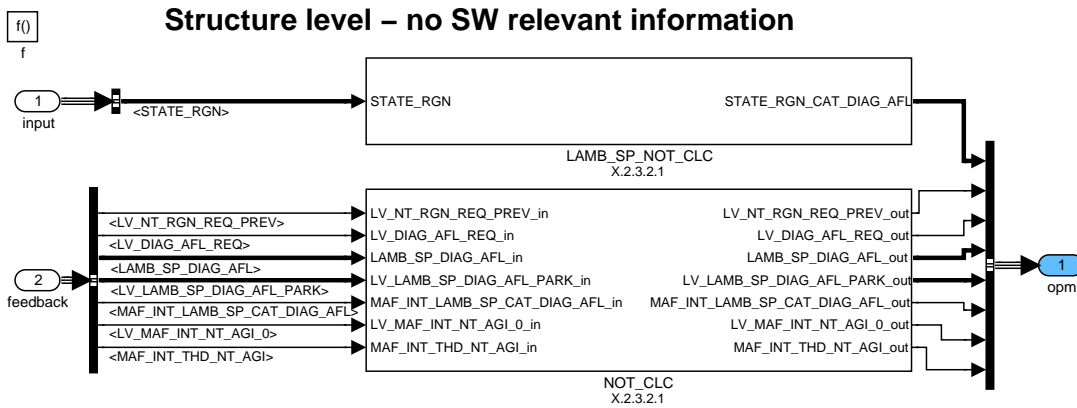 Structure level – no SW relevant information
f()
f
1
input
<STATE_RGN>
STATE_RGN
STATE_RGN_CAT_DIAG_AFL
LAMB_SP_NOT_CLC
X.2.3.2.1
2
feedback
<LV_NT_RGN_REQ_PREV>
<LV_DIAG_AFL_REQ>
<LAMB_SP_DIAG_AFL>
<LV_LAMB_SP_DIAG_AFL_PARK>
<MAF_INT_LAMB_SP_CAT_DIAG_AFL>
<LV_MAF_INT_NT_AGI_0>
<MAF_INT_THD_NT_AGI>
LV_NT_RGN_REQ_PREV_in
LV_DIAG_AFL_REQ_in
LAMB_SP_DIAG_AFL_in
LV_LAMB_SP_DIAG_AFL_PARK_in
MAF_INT_LAMB_SP_CAT_DIAG_AFL_in
LV_MAF_INT_NT_AGI_0_in
MAF_INT_THD_NT_AGI_in
LV_NT_RGN_REQ_PREV_out
LV_DIAG_AFL_REQ_out
LAMB_SP_DIAG_AFL_out
LV_LAMB_SP_DIAG_AFL_PARK_out
MAF_INT_LAMB_SP_CAT_DIAG_AFL_out
LV_MAF_INT_NT_AGI_0_out
MAF_INT_THD_NT_AGI_out
NOT_CLC
X.2.3.2.1
1
opm